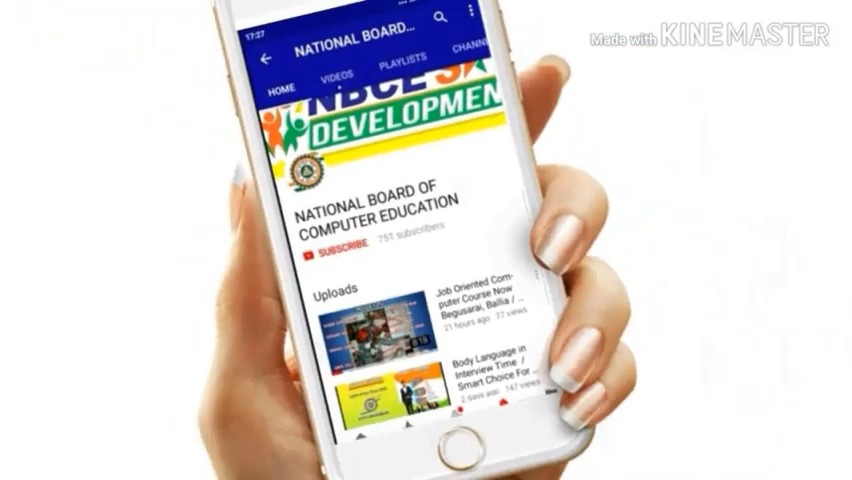 Made with KINEMASTER
17:27
NATIONAL BOARD...
HOME VIDEOS PLAYLISTS CHANNE
NBCE S
DEVELOPMEN
NATIONAL BOARD OF
COMPUTER EDUCATION
SUBSCRIBE 751 subscribers
Uploads
Job Oriented Com-
puter Course Now
Begusarai, Ballia / ...
21 hours ago 77 views
Body Language in
Interview Time /
Smart Choice For ...
2 days ago 147 views